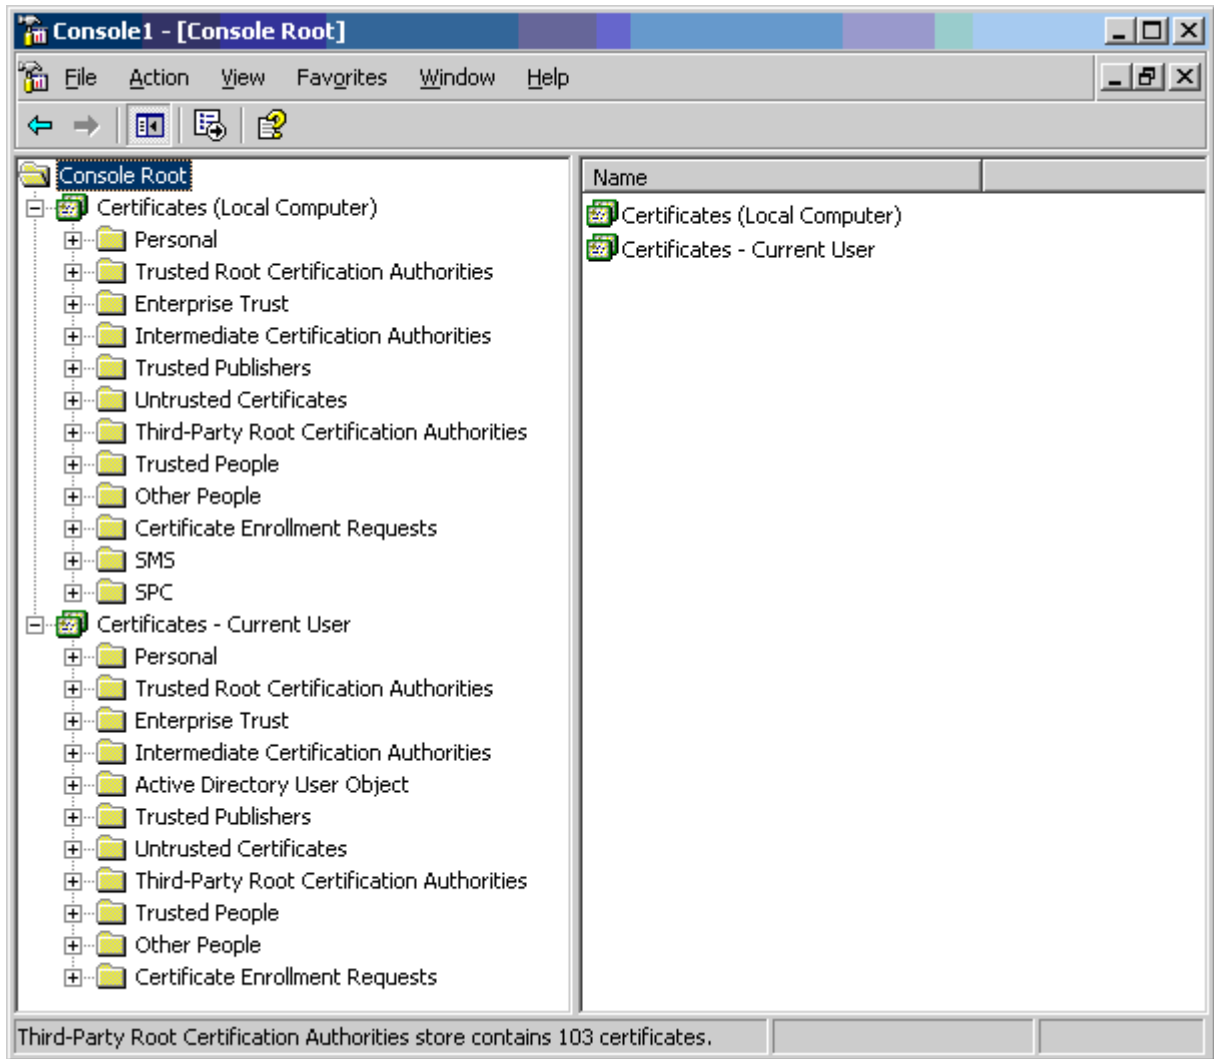 Console1 - [Console Root]
File Action View Favorites Window Help
Console Root
Certificates (Local Computer)
Personal
Trusted Root Certification Authorities
Enterprise Trust
Intermediate Certification Authorities
Trusted Publishers
Untrusted Certificates
Third-Party Root Certification Authorities
Trusted People
Other People
Certificate Enrollment Requests
SMS
SPC
Certificates - Current User
Personal
Trusted Root Certification Authorities
Enterprise Trust
Intermediate Certification Authorities
Active Directory User Object
Trusted Publishers
Untrusted Certificates
Third-Party Root Certification Authorities
Trusted People
Other People
Certificate Enrollment Requests
Name
Certificates (Local Computer)
Certificates - Current User
Third-Party Root Certification Authorities store contains 103 certificates.